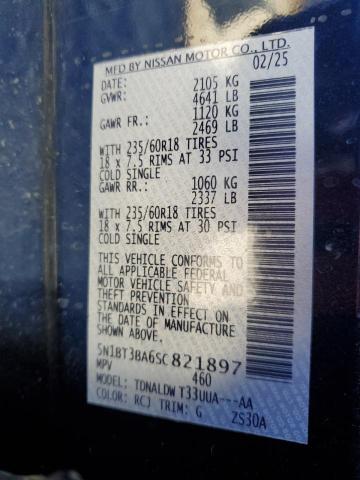 MFD BY NISSAN MOTOR CO., LTD.
DATE: 02/25
GVWR: 2105 KG
4641 LB
GAWR FR.: 1120 KG
2469 LB
WITH 235/60R18 TIRES
18 x 7.5 RIMS AT 33 PSI
COLD SINGLE
GAWR RR.: 1060 KG
2337 LB
WITH 235/60R18 TIRES
18 x 7.5 RIMS AT 30 PSI
COLD SINGLE
THIS VEHICLE CONFORMS TO
ALL APPLICABLE FEDERAL
MOTOR VEHICLE SAFETY AND
THEFT PREVENTION
STANDARDS IN EFFECT ON
THE DATE OF MANUFACTURE
SHOWN ABOVE.
5N1BT3BA6SC821897
MPV 460
MODEL: TDNALDW T33UUA---AA
COLOR: RCJ TRIM: G ZS30A